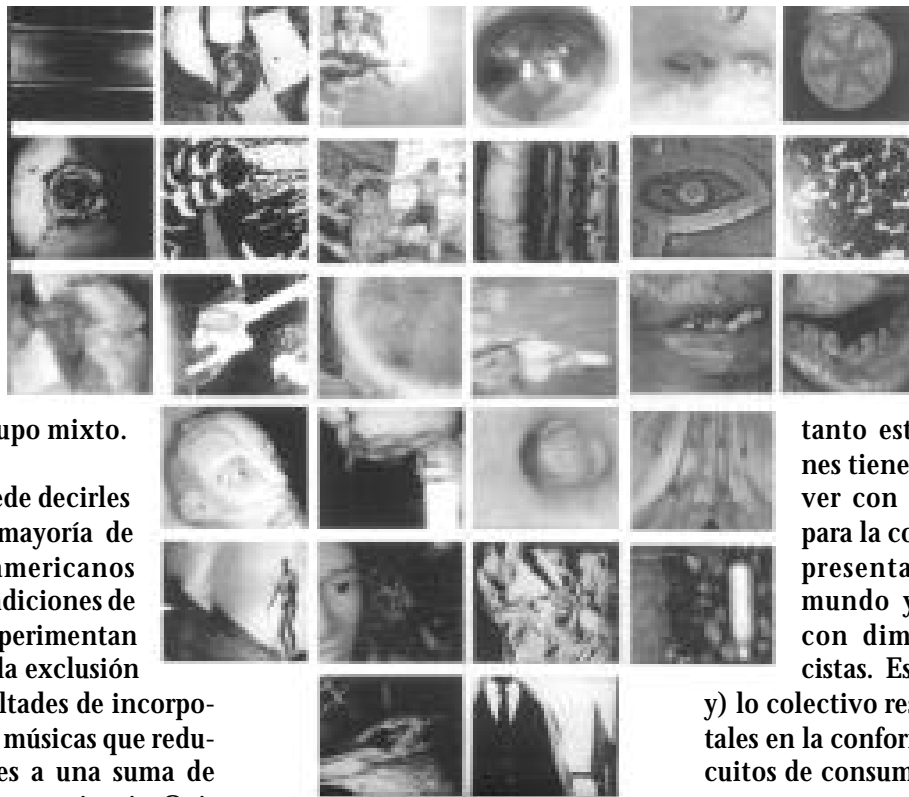 upo mixto.
ede decirles
mayoría de
americanos
diciones de
perimentan
la exclusión
ltades de incorpo-
músicas que redu-
es a una suma de
tanto est
nes tiene
ver con
para la co
presenta
mundo y
con dim
cistas. Es
y) lo colectivo res
tales en la confor
cuitos de consum